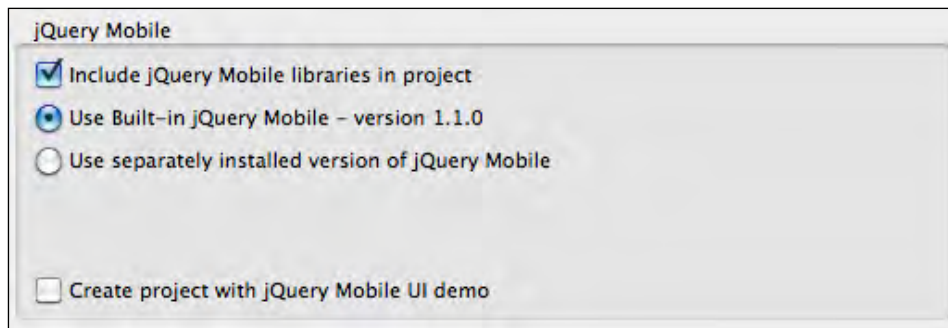 jQuery Mobile
Include jQuery Mobile libraries in project
Use Built-in jQuery Mobile - version 1.1.0
Use separately installed version of jQuery Mobile
Create project with jQuery Mobile UI demo